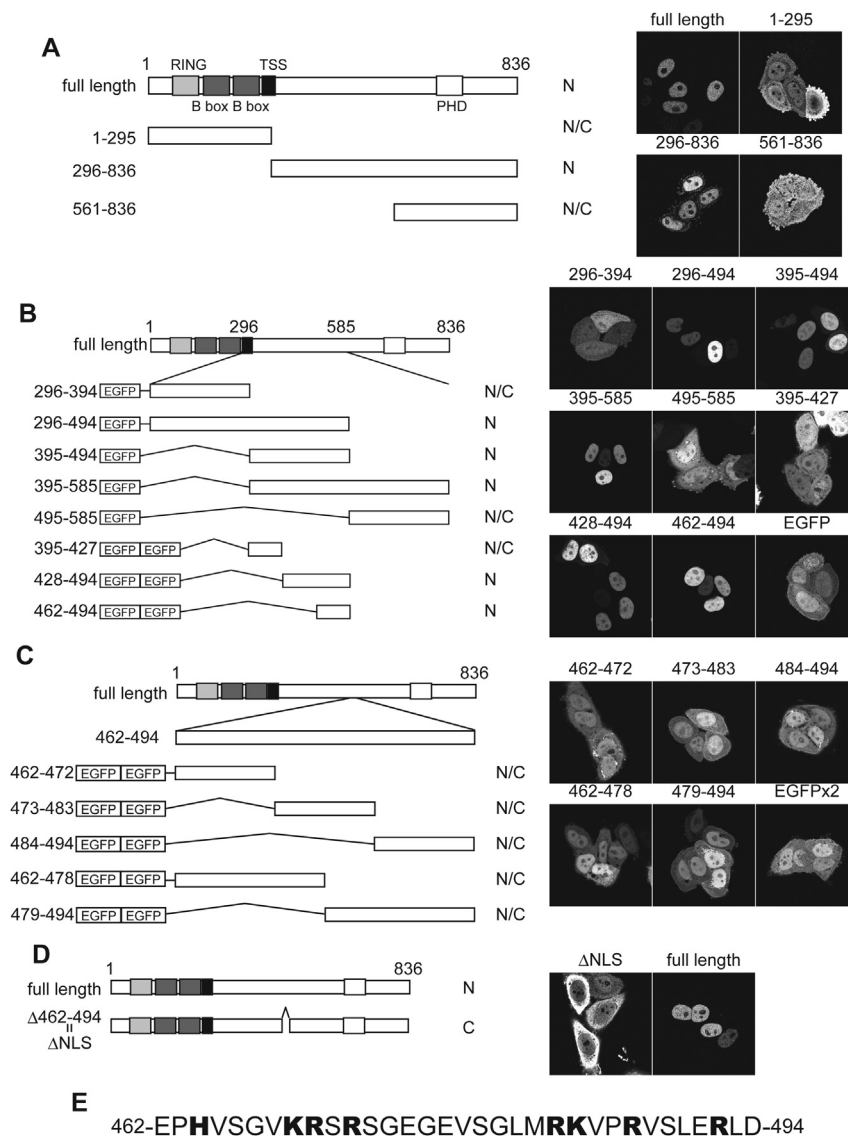 A
1 836
RING TSS
full length
B box B box PHD
N
1-295
N/C
296-836
N
561-836
N/C
full length 1-295
296-836 561-836
B
1 296 585 836
full length
296-394 EGFP N/C
296-494 EGFP N
395-494 EGFP N
395-585 EGFP N
495-585 EGFP N/C
395-427 EGFP EGFP N/C
428-494 EGFP EGFP N
462-494 EGFP EGFP N
296-394 296-494 395-494
395-585 495-585 395-427
428-494 462-494 EGFP
C
1 836
full length
462-494
462-472 EGFP EGFP N/C
473-483 EGFP EGFP N/C
484-494 EGFP EGFP N/C
462-478 EGFP EGFP N/C
479-494 EGFP EGFP N/C
462-472 473-483 484-494
462-478 479-494 EGFPx2
D
1 836
full length N
Δ462-494 C
=
ΔNLS
ΔNLS full length
E
462-EPHVSGVKRSRSGEGEVSGLMRKVPRVSLERLD-494